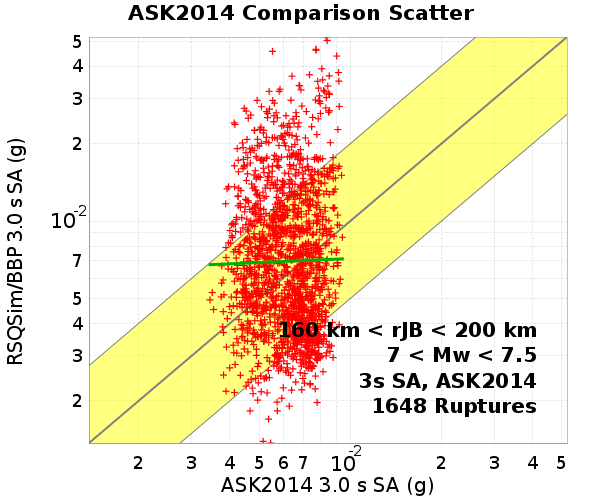 ASK2014 Comparison Scatter
RSQSim/BBP 3.0 s SA (g)
5
4
3
2
10-2
7
5
4
3
2
160 km < rJB < 200 km
7 < Mw < 7.5
3s SA, ASK2014
1648 Ruptures
2 3 4 5 6 7 10-2 2 3 4 5
ASK2014 3.0 s SA (g)